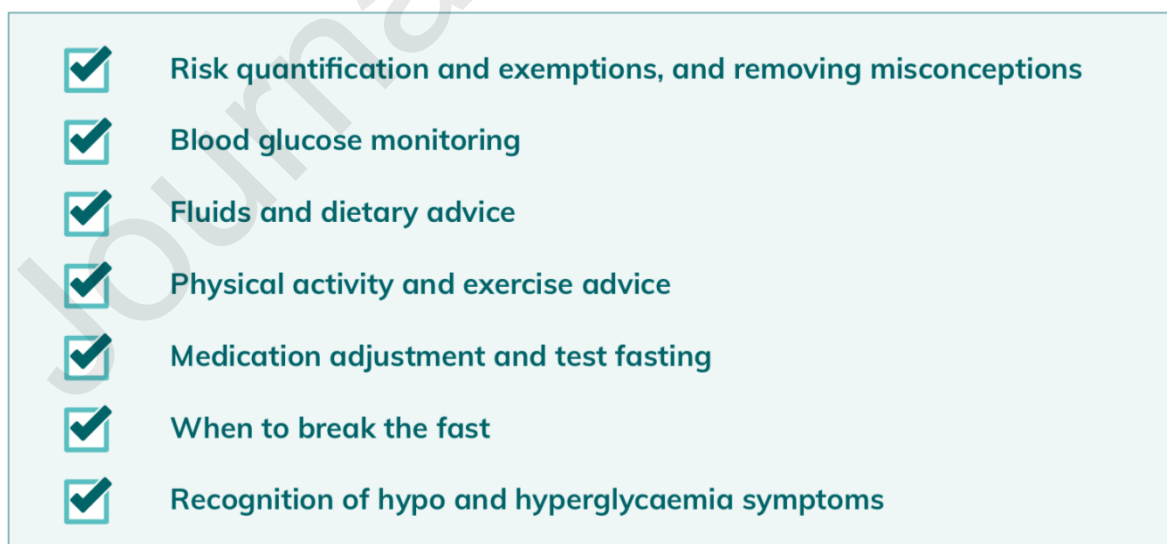 Risk quantification and exemptions, and removing misconceptions
Blood glucose monitoring
Fluids and dietary advice
Physical activity and exercise advice
Medication adjustment and test fasting
When to break the fast
Recognition of hypo and hyperglycaemia symptoms
Journa